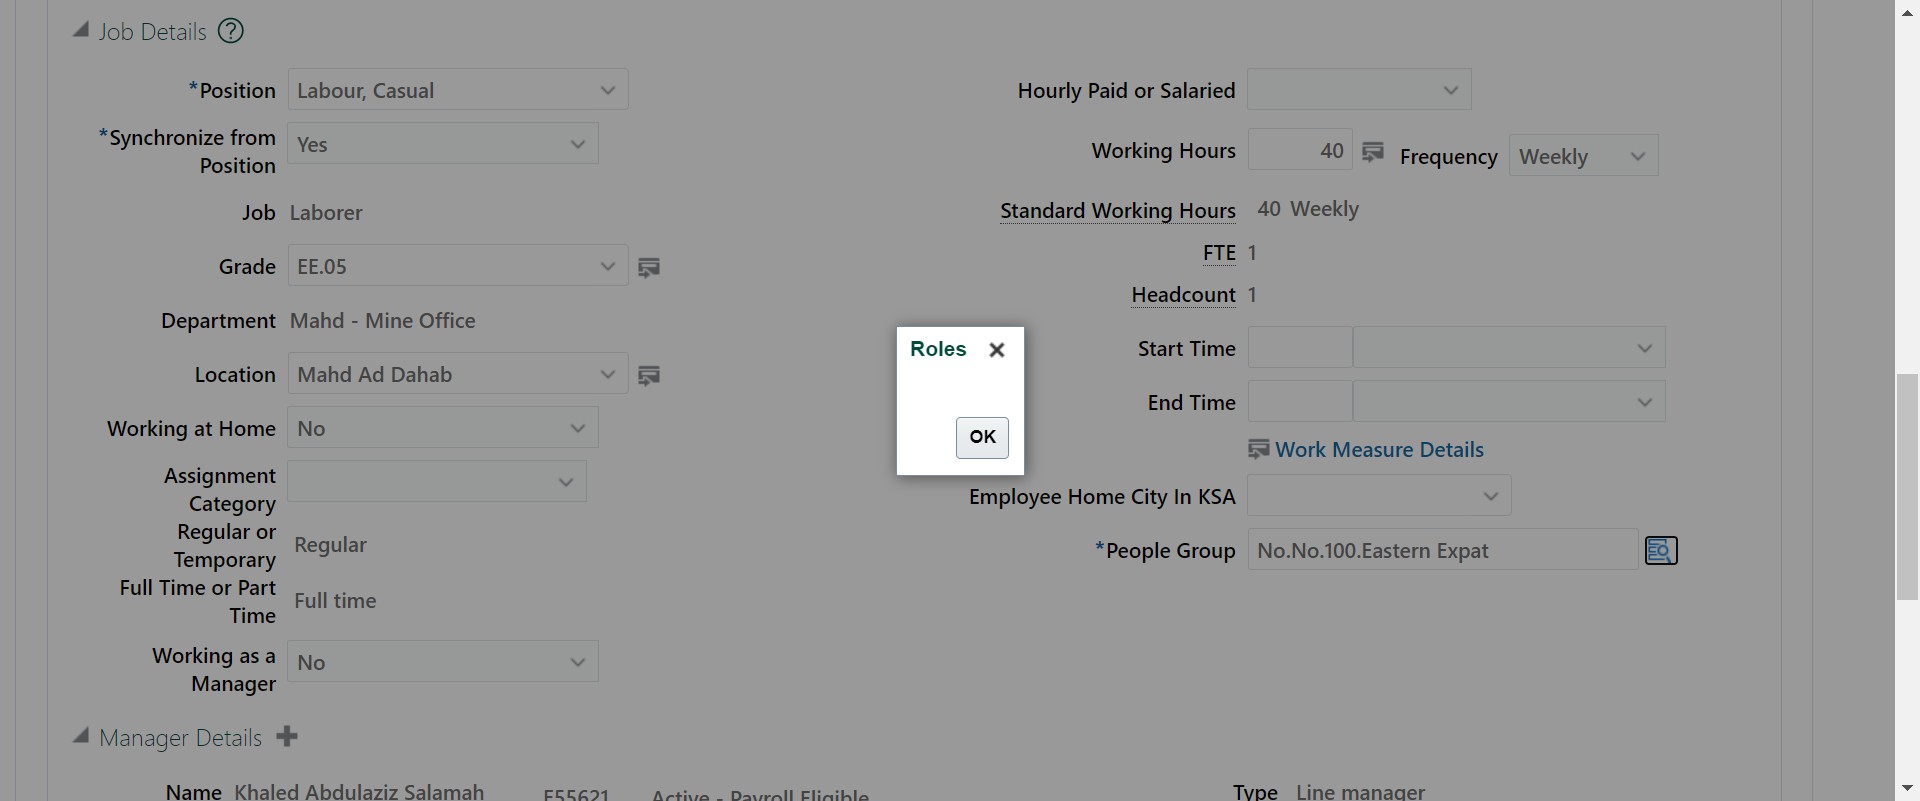 Job Details ?
*Position Labour, Casual
*Synchronize from Position Yes
Job Laborer
Grade EE.05
Department Mahd - Mine Office
Location Mahd Ad Dahab
Working at Home No
Assignment Category
Regular or Temporary Regular
Full Time or Part Time Full time
Working as a Manager No
Hourly Paid or Salaried
Working Hours 40 Frequency Weekly
Standard Working Hours 40 Weekly
FTE 1
Headcount 1
Start Time
End Time
Work Measure Details
Employee Home City In KSA
*People Group No.No.100.Eastern Expat
Roles
OK
Manager Details
Name Khaled Abdulaziz Salamah E55621 Active - Payroll Eligible Type Line manager